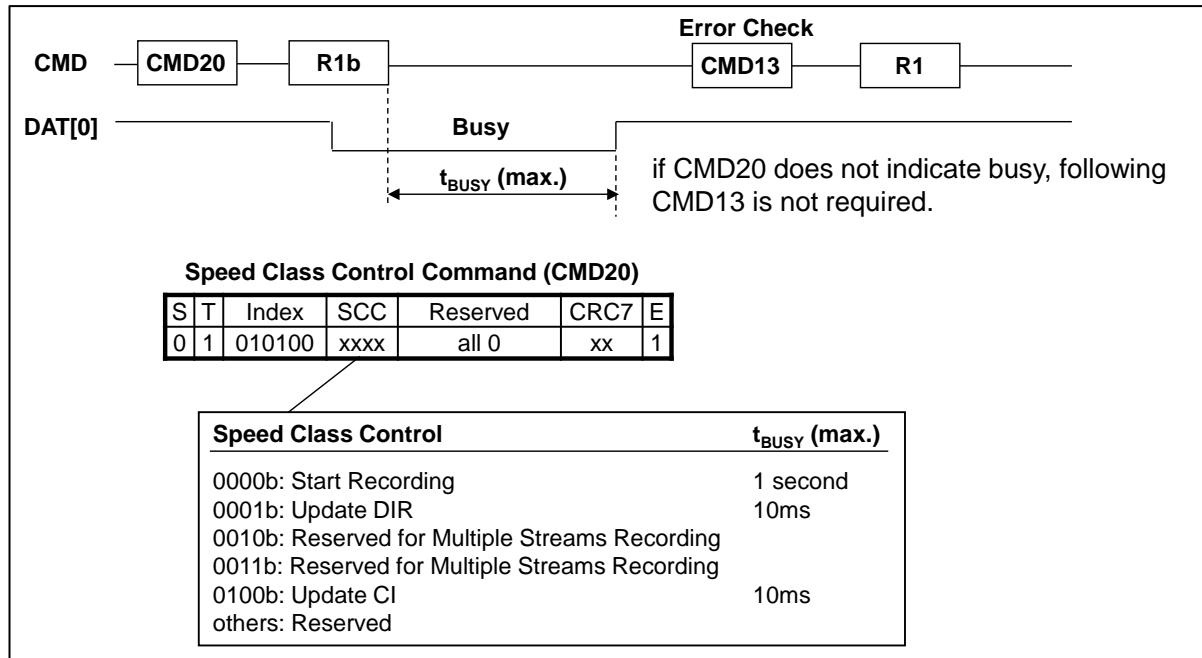 Error Check
CMD CMD20 R1b CMD13 R1
DAT[0] Busy
tBUSY (max.)
if CMD20 does not indicate busy, following
CMD13 is not required.
Speed Class Control Command (CMD20)
S T Index SCC Reserved CRC7 E
0 1 010100 xxxx all 0 xx 1
Speed Class Control tBUSY (max.)
0000b: Start Recording 1 second
0001b: Update DIR 10ms
0010b: Reserved for Multiple Streams Recording
0011b: Reserved for Multiple Streams Recording
0100b: Update CI 10ms
others: Reserved